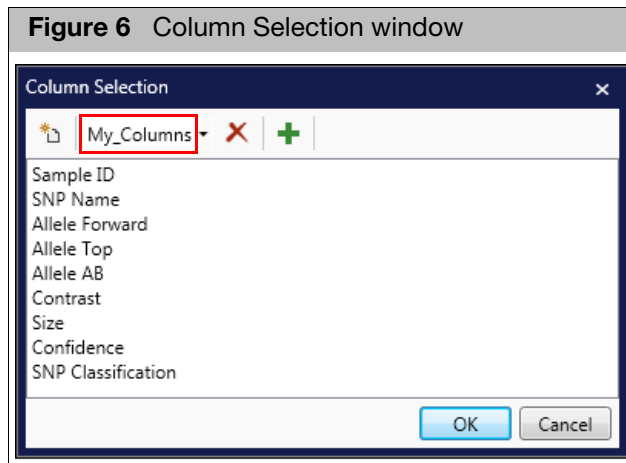 Figure 6 Column Selection window
Column Selection
My_Columns
Sample ID
SNP Name
Allele Forward
Allele Top
Allele AB
Contrast
Size
Confidence
SNP Classification
OK Cancel